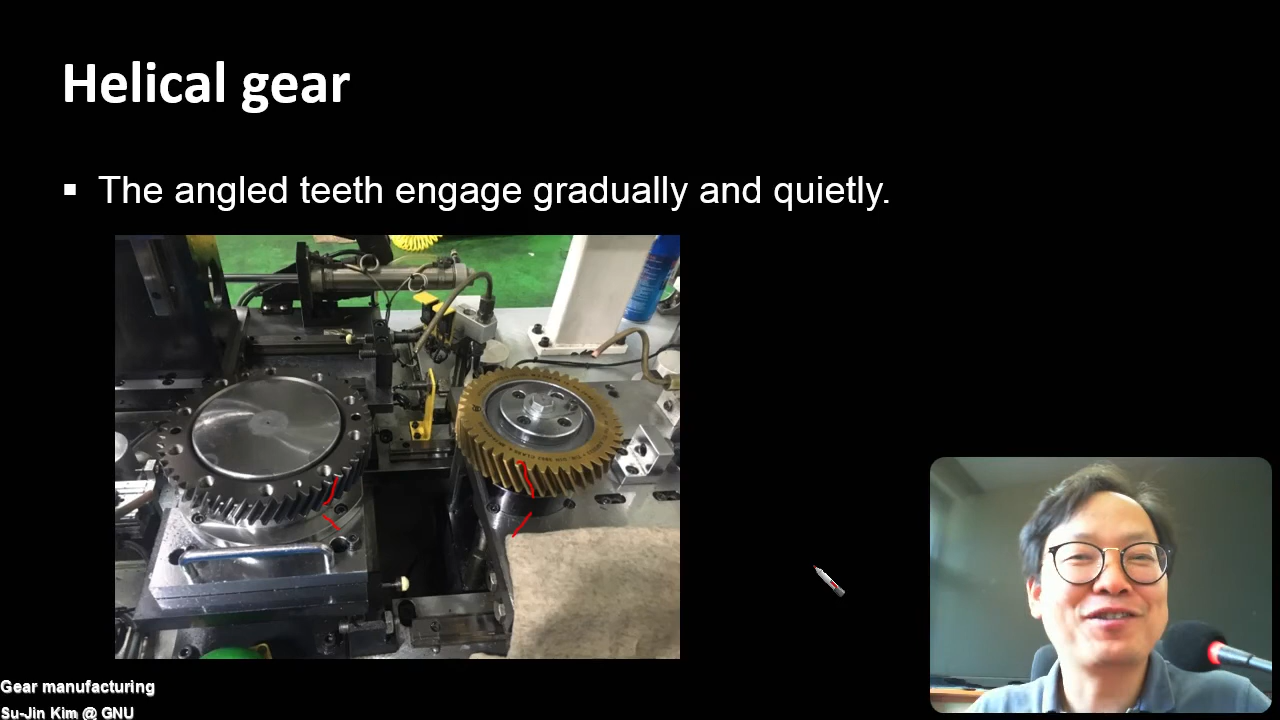 Helical gear
▪ The angled teeth engage gradually and quietly.
Gear manufacturing
Su-Jin Kim @ GNU